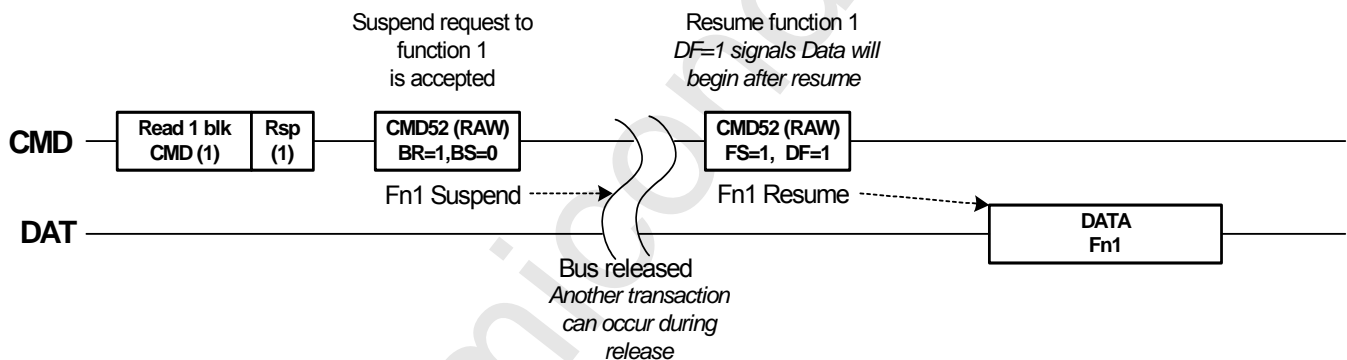 Suspend request to
function 1
is accepted
Resume function 1
DF=1 signals Data will
begin after resume
CMD
Read 1 blk
CMD (1)
Rsp
(1)
CMD52 (RAW)
BR=1,BS=0
CMD52 (RAW)
FS=1, DF=1
Fn1 Suspend
Fn1 Resume
DAT
DATA
Fn1
Bus released
Another transaction
can occur during
release